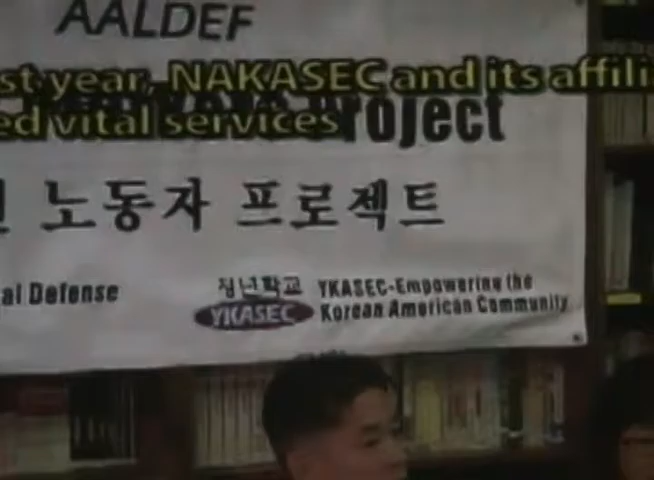 AALDEF
st year, NAKASEC and its affili
ed vital services
roject
노동자 프로젝트
al Defense
청년학교 YKASEC-Empowering the
YKASEC Korean American Community